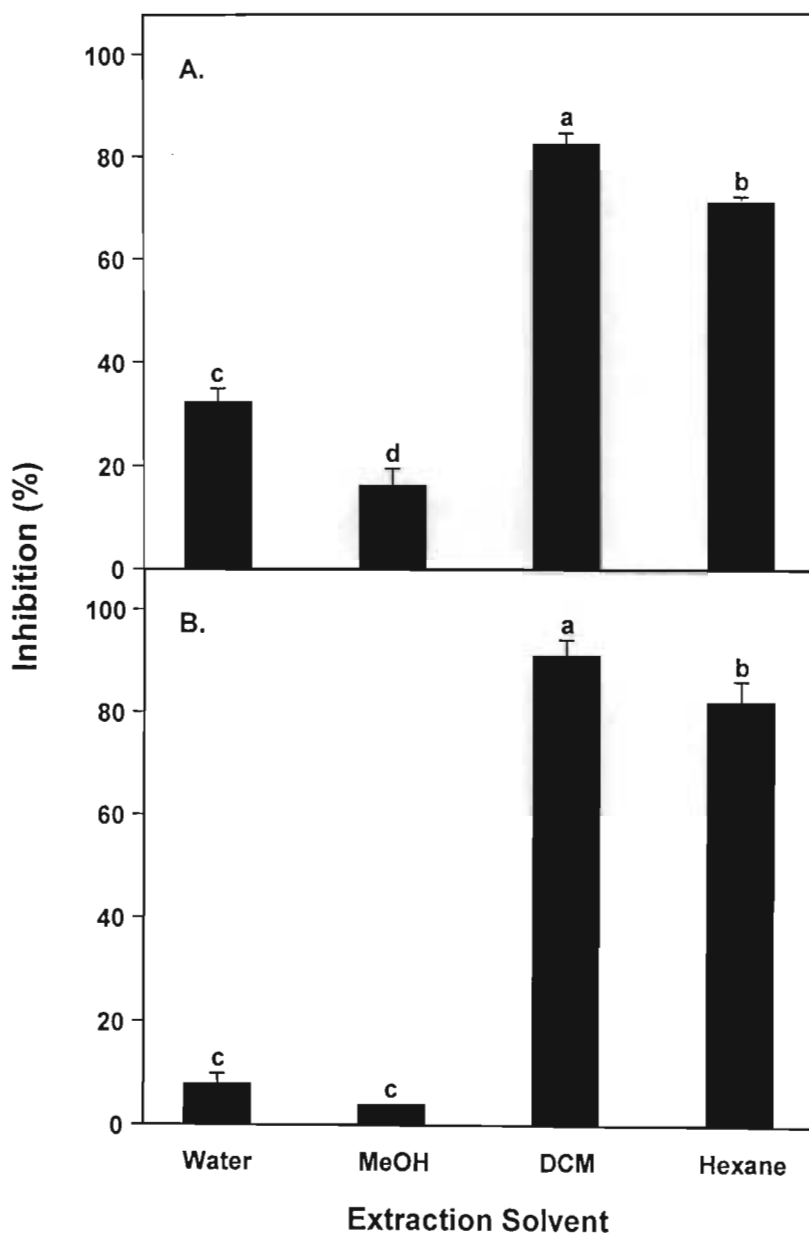 100
A.
a
80
b
60
40
c
d
20
0
100
B.
a
b
80
60
40
20
c
c
0
Inhibition (%)
Water MeOH DCM Hexane
Extraction Solvent